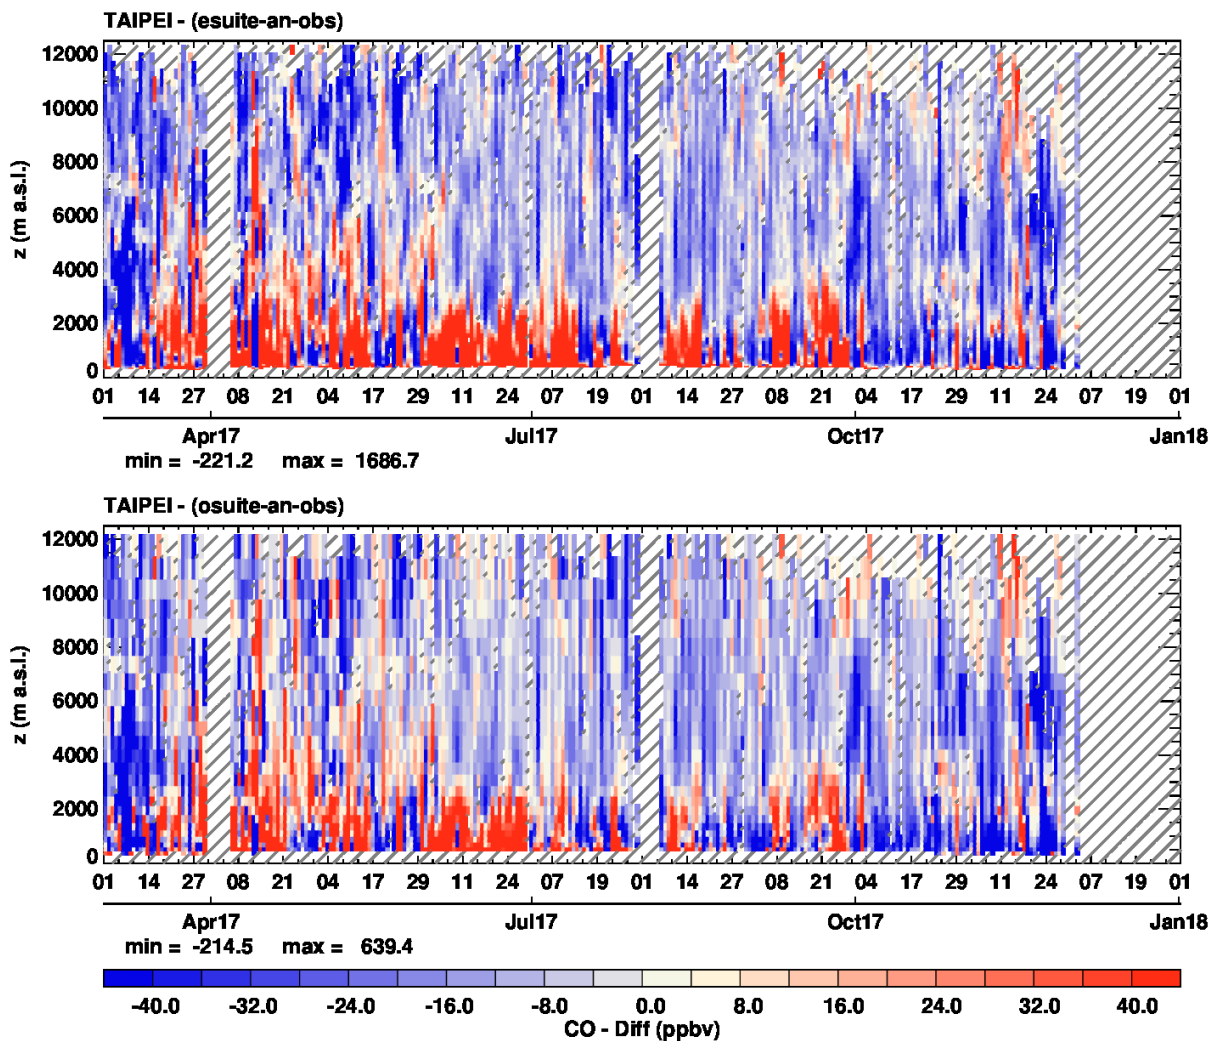 TAIPEI - (esuite-an-obs)
12000
10000
8000
6000
4000
2000
0
z (m a.s.l.)
01 14 27 08 21 04 17 29 11 24 07 19 01 14 27 08 21 04 17 29 11 24 07 19 01
Apr17 Jul17 Oct17 Jan18
min = -221.2 max = 1686.7
TAIPEI - (osuite-an-obs)
12000
10000
8000
6000
4000
2000
0
z (m a.s.l.)
01 14 27 08 21 04 17 29 11 24 07 19 01 14 27 08 21 04 17 29 11 24 07 19 01
Apr17 Jul17 Oct17 Jan18
min = -214.5 max = 639.4
-40.0 -32.0 -24.0 -16.0 -8.0 0.0 8.0 16.0 24.0 32.0 40.0
CO - Diff (ppbv)